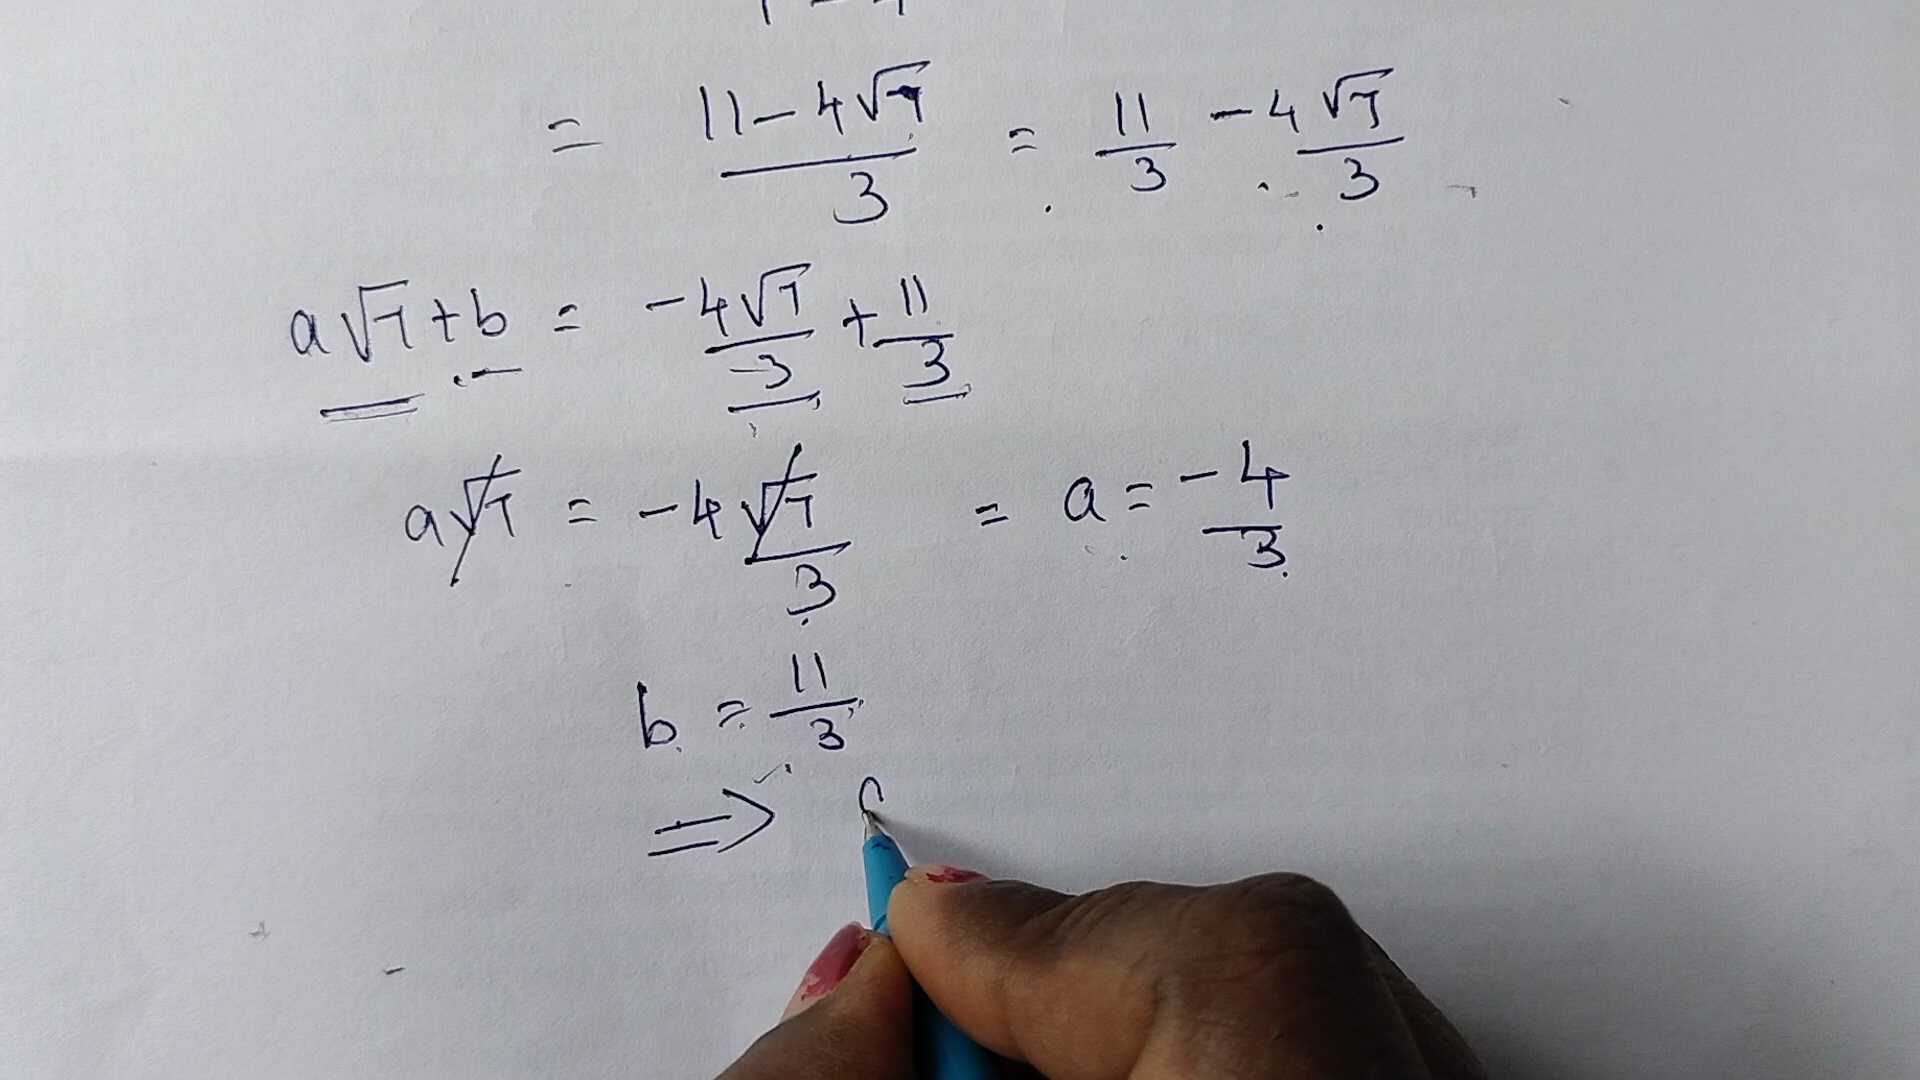 = 11 - 4√7 / 3 = 11/3 - 4√7/3
a√7 + b = -4√7/3 + 11/3
a√7 = -4√7/3 = a = -4/3
b = 11/3
⇒